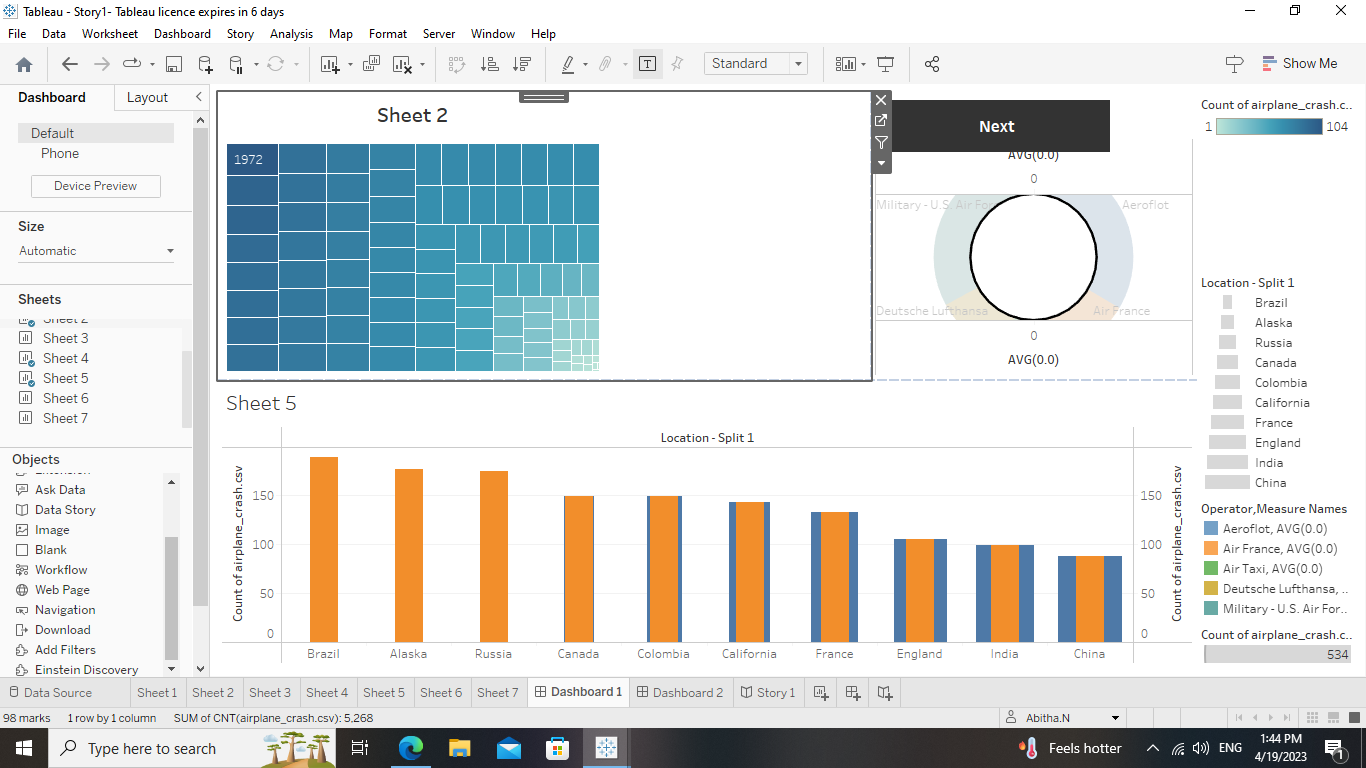 Tableau - Story1- Tableau licence expires in 6 days
File Data Worksheet Dashboard Story Analysis Map Format Server Window Help
Standard
Show Me
Dashboard Layout
Default
Phone
Device Preview
Size
Automatic
Sheets
Sheet 2
Sheet 3
Sheet 4
Sheet 5
Sheet 6
Sheet 7
Objects
Extension
Ask Data
Data Story
Image
Blank
Workflow
Web Page
Navigation
Download
Add Filters
Einstein Discovery
Sheet 2
1972
Next
AVG(0.0)
0
Military - U.S. Air For
Aeroflot
Deutsche Lufthansa
Air France
0
AVG(0.0)
Sheet 5
Location - Split 1
Count of airplane_crash.csv
150
100
50
0
Brazil Alaska Russia Canada Colombia California France England India China
150
100
50
0
Count of airplane_crash.csv
Count of airplane_crash.c..
1 104
Location - Split 1
Brazil
Alaska
Russia
Canada
Colombia
California
France
England
India
China
Operator,Measure Names
Aeroflot, AVG(0.0)
Air France, AVG(0.0)
Air Taxi, AVG(0.0)
Deutsche Lufthansa, ..
Military - U.S. Air For..
Count of airplane_crash.c..
534
Data Source Sheet 1 Sheet 2 Sheet 3 Sheet 4 Sheet 5 Sheet 6 Sheet 7 Dashboard 1 Dashboard 2 Story 1
98 marks 1 row by 1 column SUM of CNT(airplane_crash.csv): 5,268
Abitha.N
Type here to search
Feels hotter
ENG
1:44 PM
4/19/2023
1